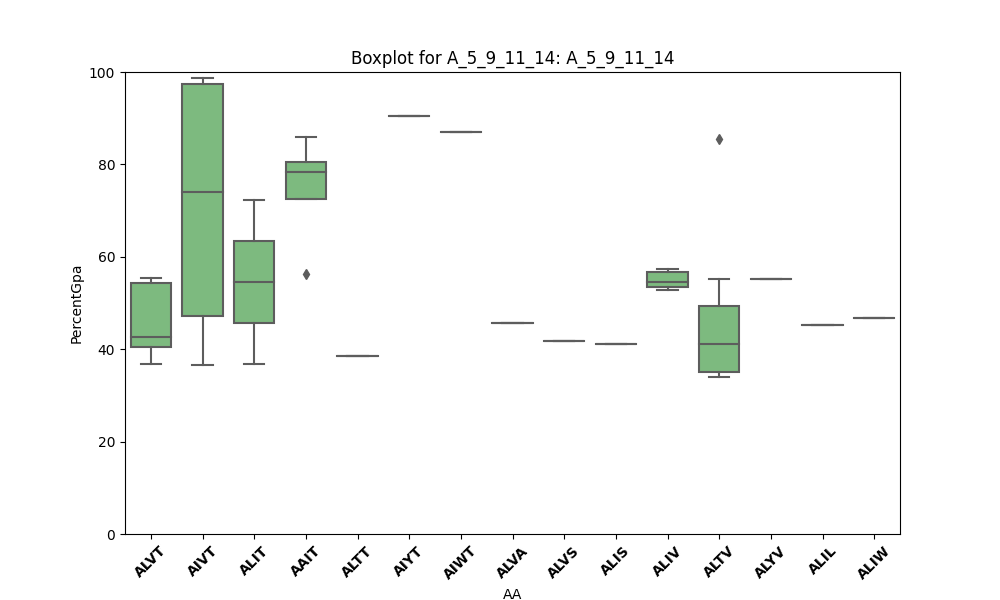 Boxplot for A_5_9_11_14: A_5_9_11_14
PercentGpa
100
80
60
40
20
0
ALVT AIVT ALIT AAIT ALTT AIYT AIWT ALVA ALVS ALIS ALIV ALTV ALYV ALIL ALIW
AA